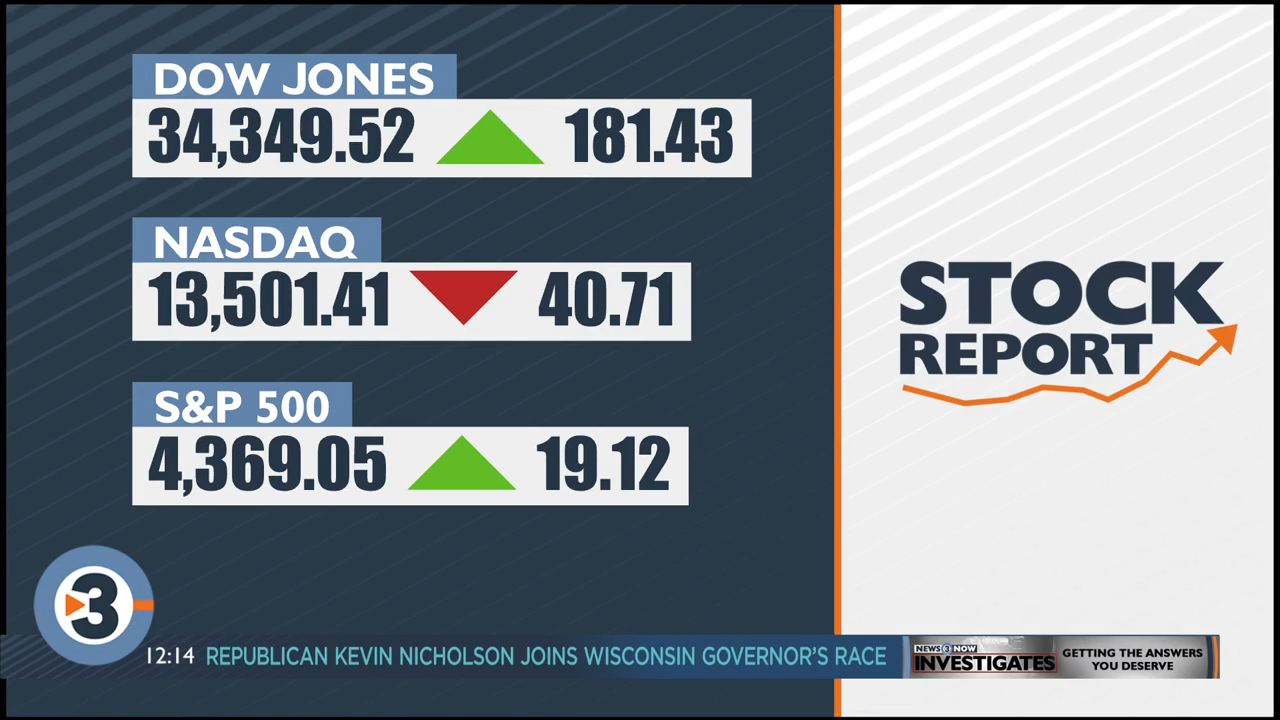 DOW JONES
34,349.52 181.43
NASDAQ
13,501.41 40.71
S&P 500
4,369.05 19.12
STOCK
REPORT
3
12:14 REPUBLICAN KEVIN NICHOLSON JOINS WISCONSIN GOVERNOR'S RACE
NEWS 3 NOW
INVESTIGATES
GETTING THE ANSWERS
YOU DESERVE